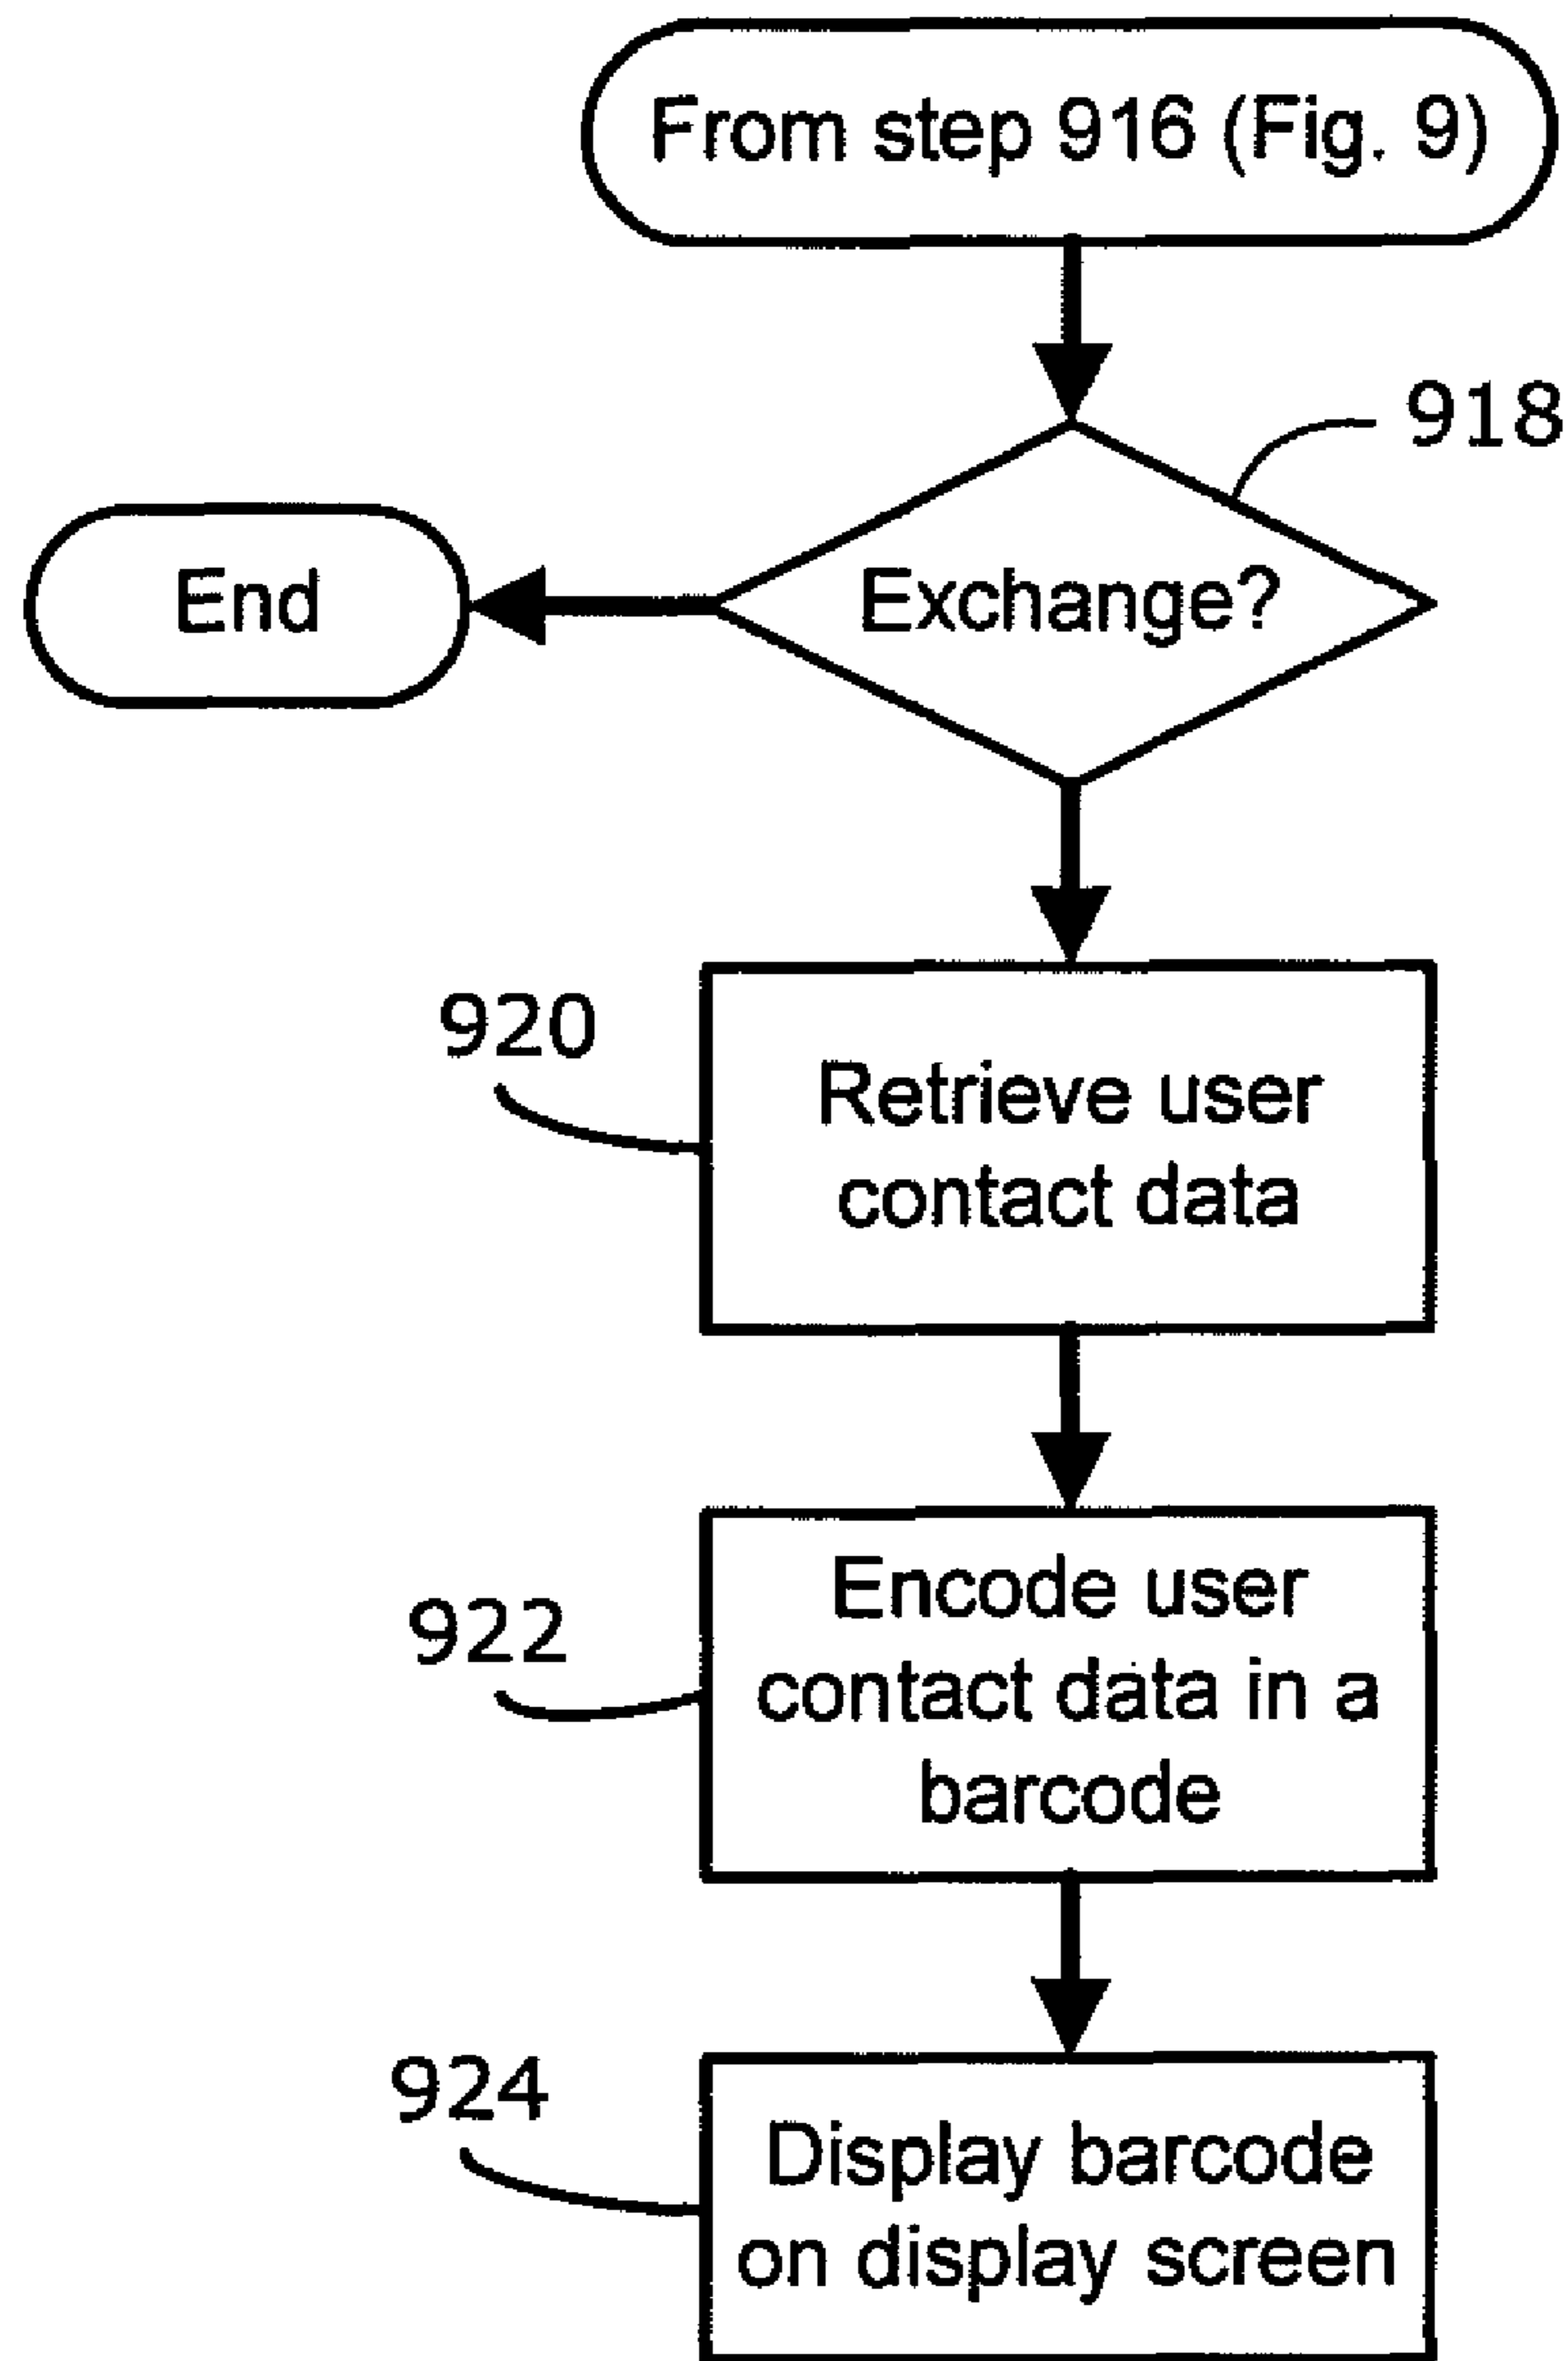 From step 916 (Fig. 9)
918
Exchange?
End
920
Retrieve user
contact data
922
Encode user
contact data in a
barcode
924
Display barcode
on display screen